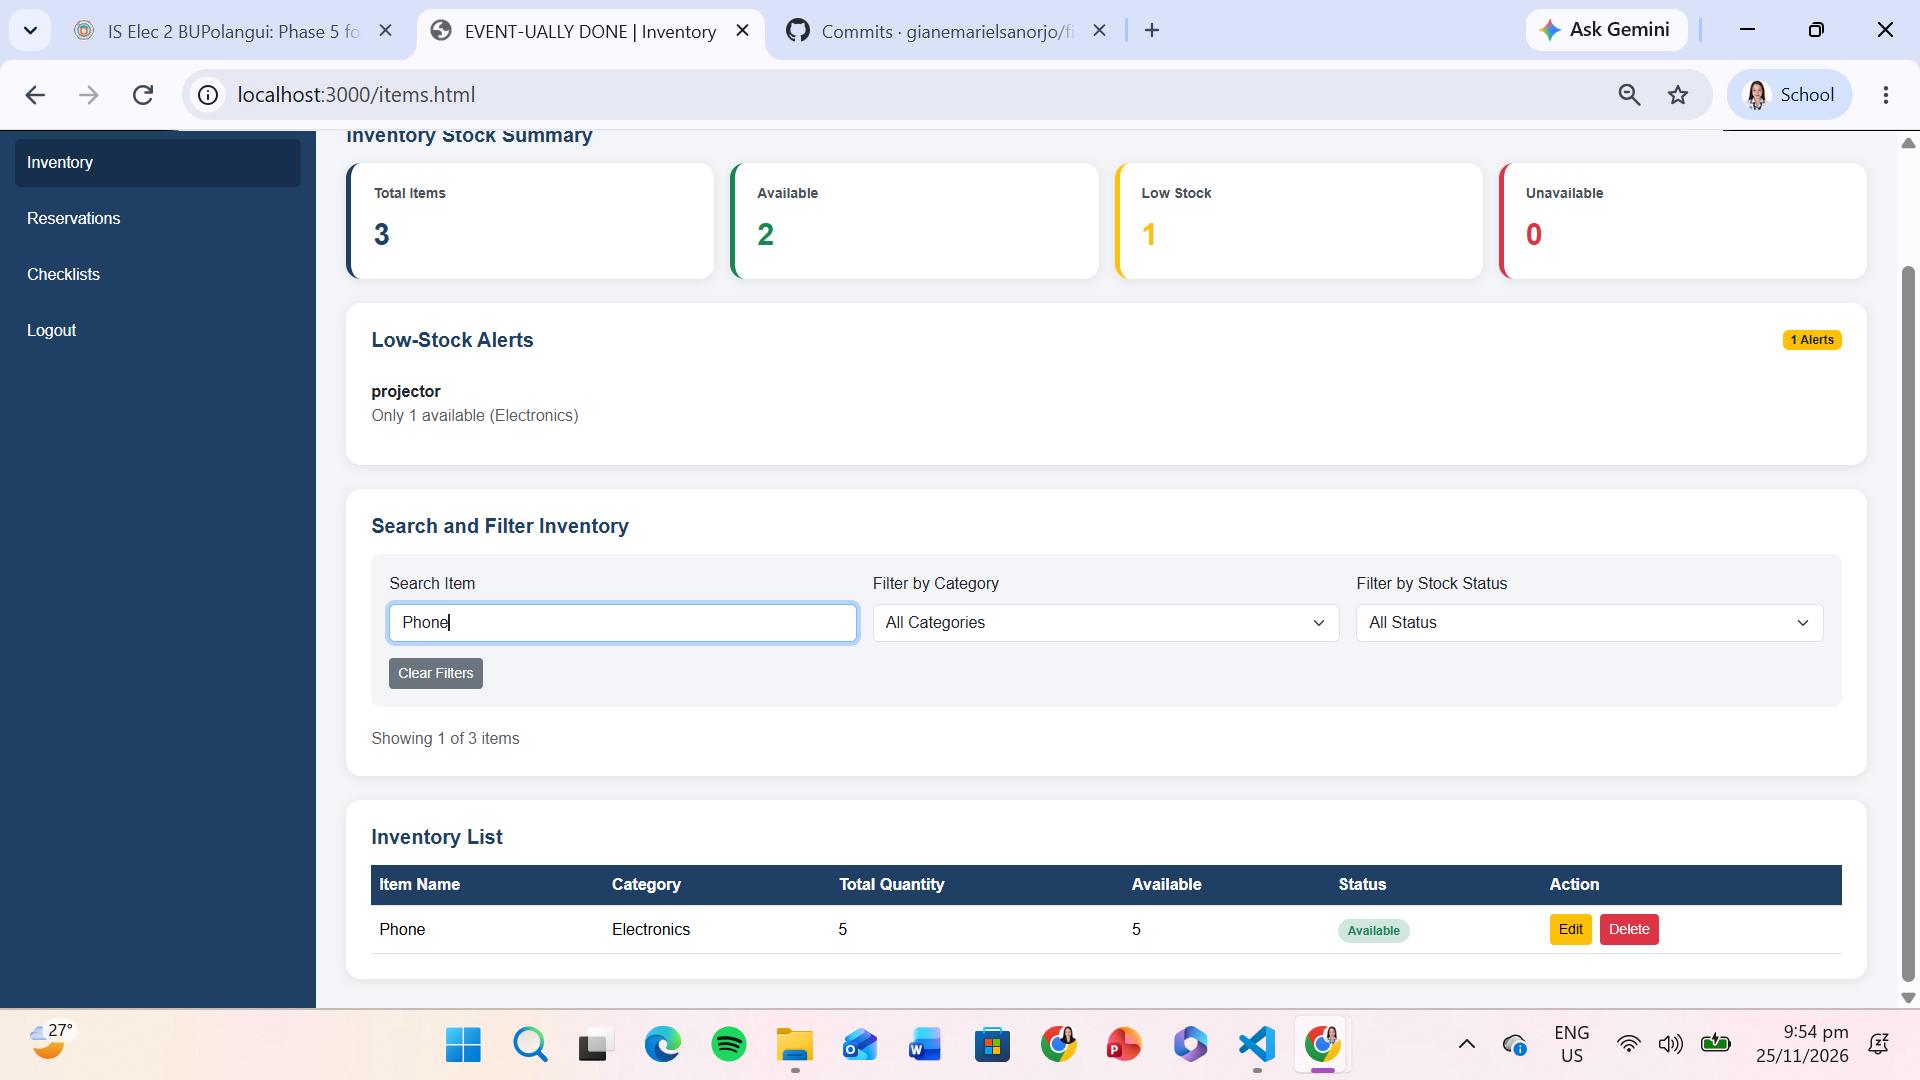 IS Elec 2 BUPolangui: Phase 5 fo
EVENT-UALLY DONE | Inventory
Commits · gianemarielsanorjo/fi
Ask Gemini
localhost:3000/items.html
School
Inventory
Reservations
Checklists
Logout
Inventory Stock Summary
Total Items
3
Available
2
Low Stock
1
Unavailable
0
Low-Stock Alerts
1 Alerts
projector
Only 1 available (Electronics)
Search and Filter Inventory
Search Item
Filter by Category
Filter by Stock Status
Phone
All Categories
All Status
Clear Filters
Showing 1 of 3 items
Inventory List
Item Name Category Total Quantity Available Status Action
Phone Electronics 5 5 Available Edit Delete
27°
ENG
US
9:54 pm
25/11/2026